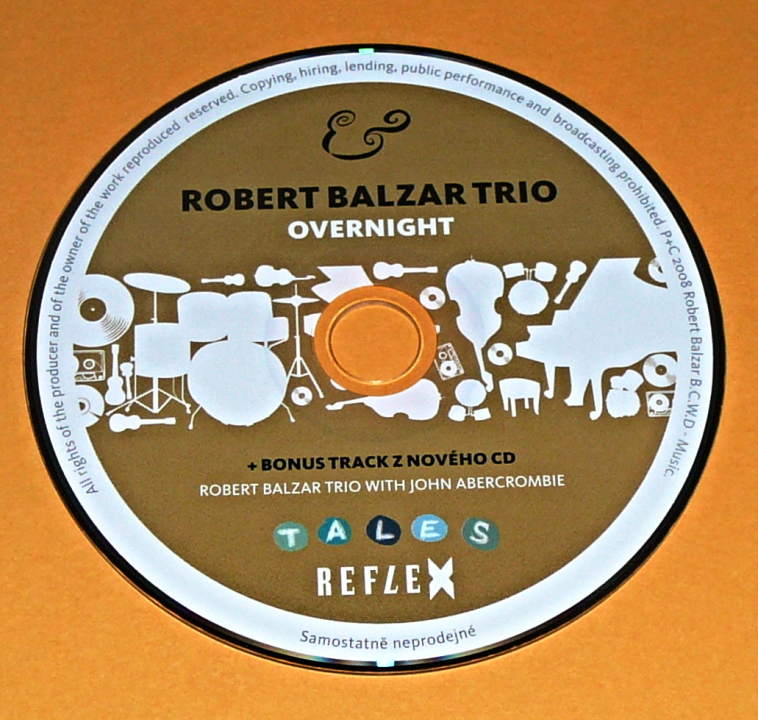 All rights of the producer and of the owner of the work reproduced reserved. Copying, hiring, lending, public performance and broadcasting prohibited. P+C 2008 Robert Balzar B.C.W.D - Music.
&
ROBERT BALZAR TRIO
OVERNIGHT
+ BONUS TRACK Z NOVÉHO CD
ROBERT BALZAR TRIO WITH JOHN ABERCROMBIE
TALES
REFLEX
Samostatně neprodejné